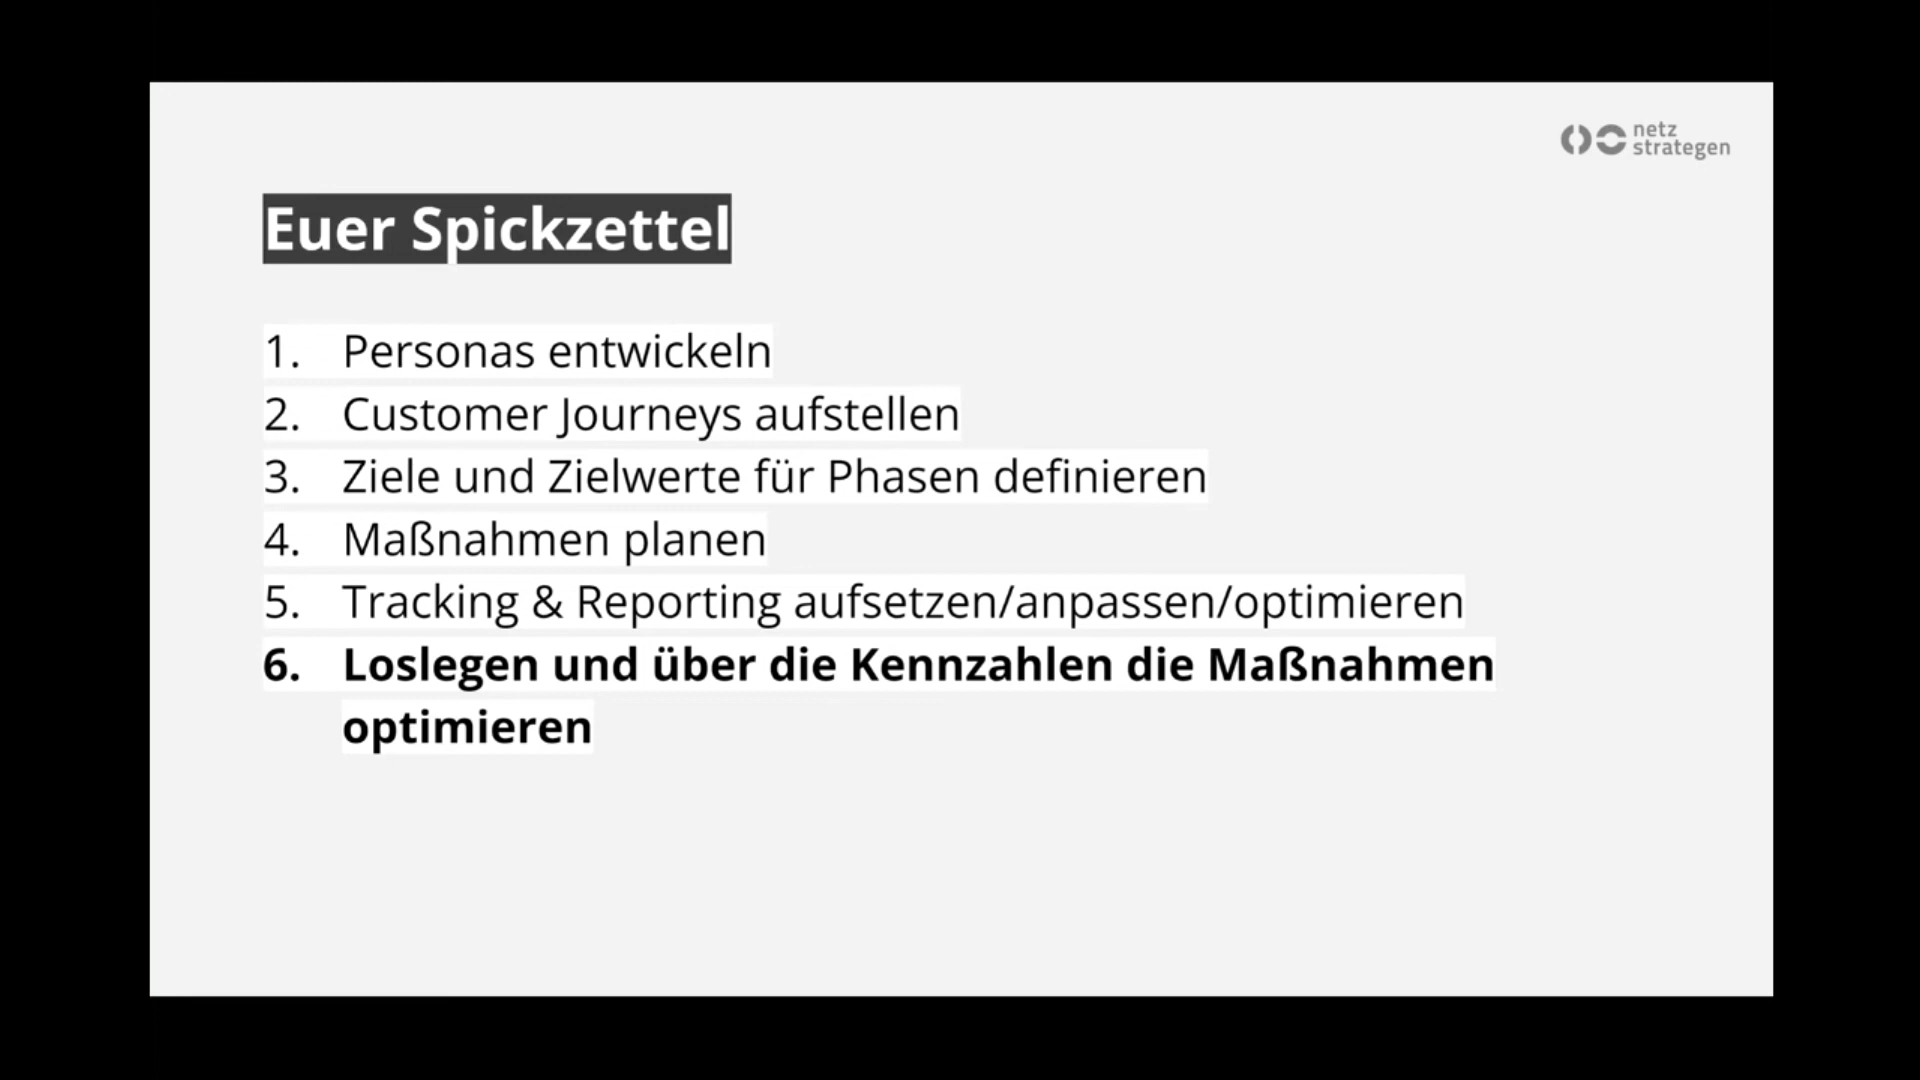 netz
strategen
Euer Spickzettel
1. Personas entwickeln
2. Customer Journeys aufstellen
3. Ziele und Zielwerte für Phasen definieren
4. Maßnahmen planen
5. Tracking & Reporting aufsetzen/anpassen/optimieren
6. Loslegen und über die Kennzahlen die Maßnahmen
optimieren